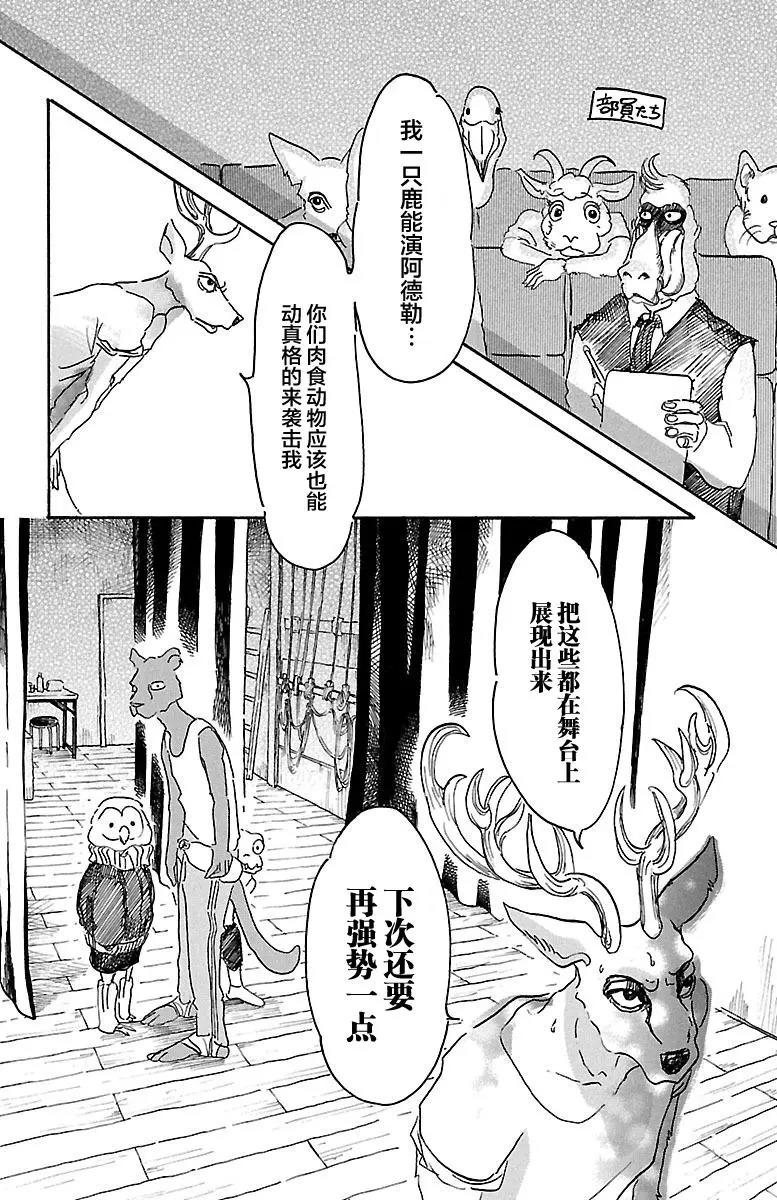 部員たち
我一只鹿能演阿德勒…
你们肉食动物应该也能
动真格的来袭击我
把这些都在舞台上
展现出来
下次还要
再强势一点